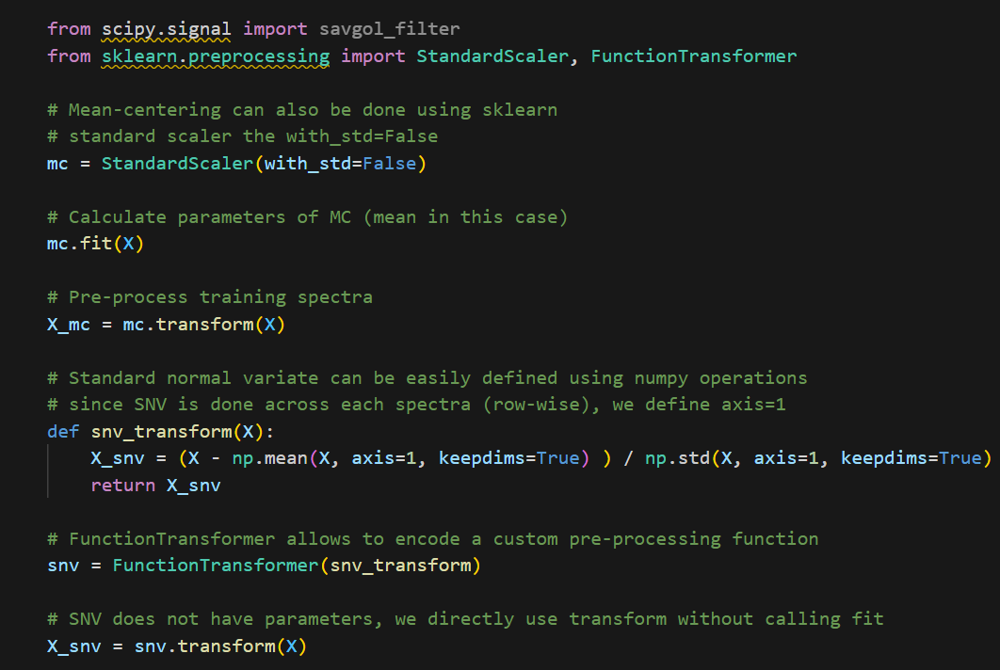 from scipy.signal import savgol_filter
from sklearn.preprocessing import StandardScaler, FunctionTransformer
# Mean-centering can also be done using sklearn
# standard scaler the with_std=False
mc = StandardScaler(with_std=False)
# Calculate parameters of MC (mean in this case)
mc.fit(X)
# Pre-process training spectra
X_mc = mc.transform(X)
# Standard normal variate can be easily defined using numpy operations
# since SNV is done across each spectra (row-wise), we define axis=1
def snv_transform(X):
    X_snv = (X - np.mean(X, axis=1, keepdims=True) ) / np.std(X, axis=1, keepdims=True)
    return X_snv
# FunctionTransformer allows to encode a custom pre-processing function
snv = FunctionTransformer(snv_transform)
# SNV does not have parameters, we directly use transform without calling fit
X_snv = snv.transform(X)